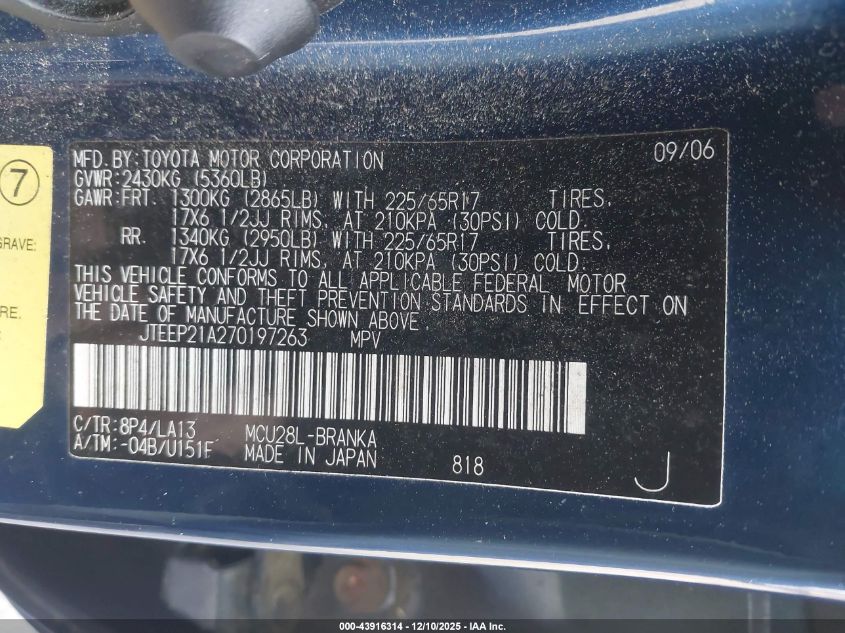 7
GRAVE:
RE.
MFD.BY:TOYOTA MOTOR CORPORATION 09/06
GVWR:2430KG (5360LB)
GAWR:FRT. 1300KG (2865LB) WITH 225/65R17 TIRES,
17X6 1/2JJ RIMS, AT 210KPA (30PSI) COLD.
RR. 1340KG (2950LB) WITH 225/65R17 TIRES,
17X6 1/2JJ RIMS, AT 210KPA (30PSI) COLD.
THIS VEHICLE CONFORMS TO ALL APPLICABLE FEDERAL MOTOR
VEHICLE SAFETY AND THEFT PREVENTION STANDARDS IN EFFECT ON
THE DATE OF MANUFACTURE SHOWN ABOVE.
JTEEP21A270197263 MPV
C/TR:8P4/LA13 MCU28L-BRANKA
A/TM:-04B/U151F MADE IN JAPAN 818 J
000-43916314 - 12/10/2025 - IAA Inc.